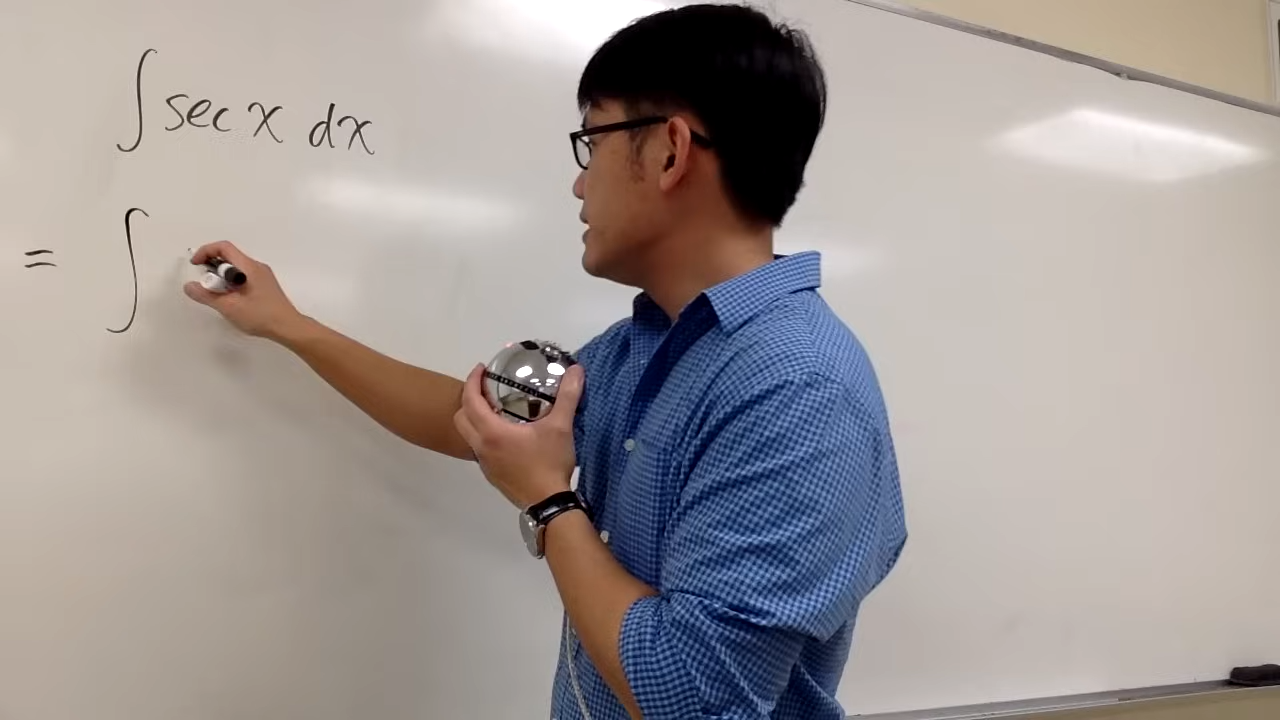 ∫ sec x dx
= ∫